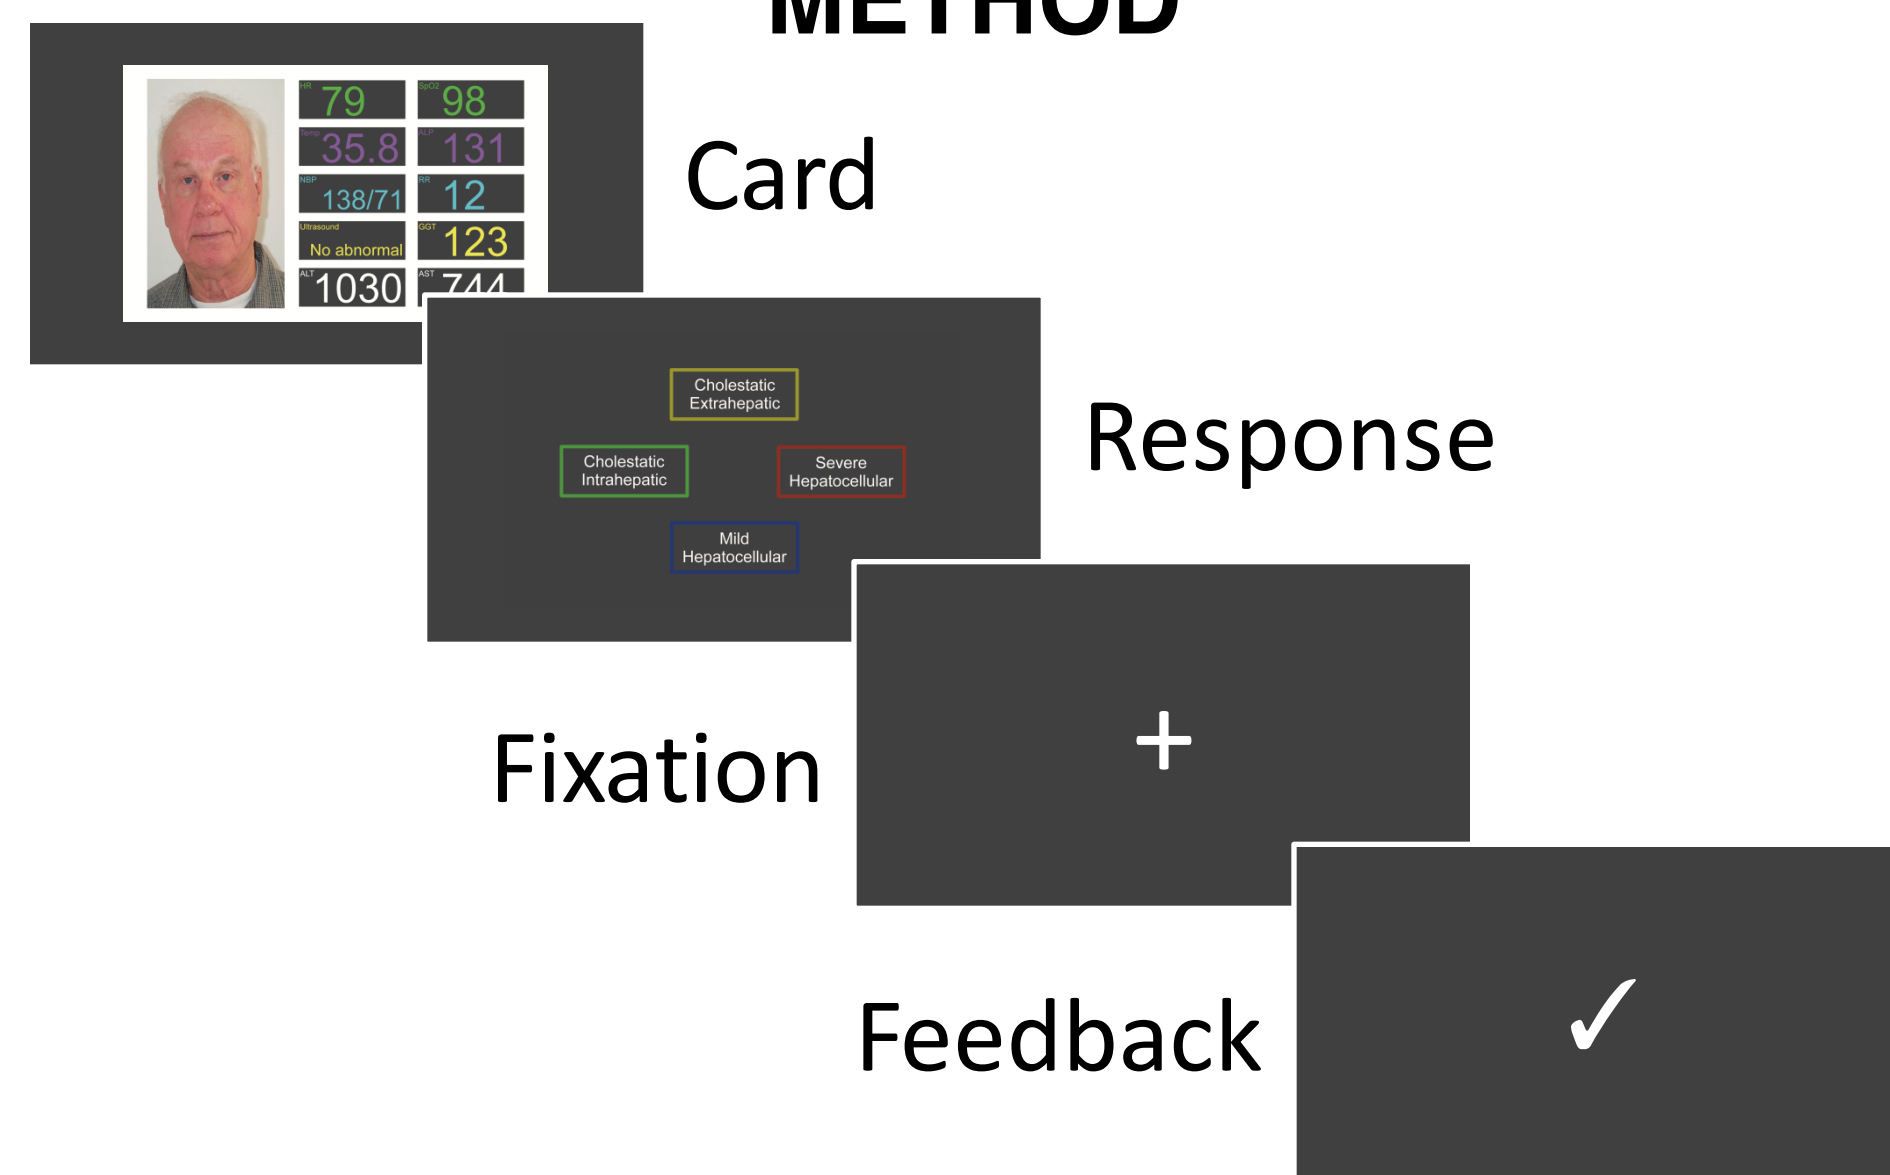 METHOD
HR 79 SpO2 98
Temp 35.8 ALP 131
NBP 138/71 RR 12
Ultrasound No abnormal GGT 123
ALT 1030 AST 744
Card
Cholestatic
Extrahepatic
Cholestatic
Intrahepatic
Severe
Hepatocellular
Mild
Hepatocellular
Response
Fixation
+
Feedback
✓